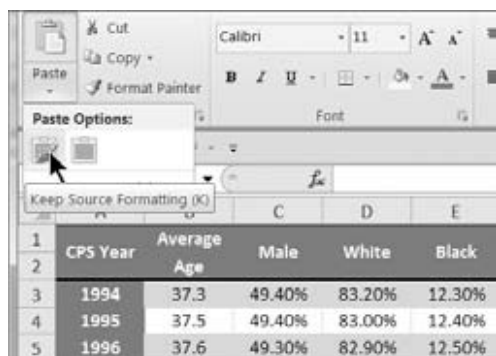 Cut
Calibri 11 A A
Copy
Paste
Format Painter
B I U A
Paste Options:
Font
fx
Keep Source Formatting (K)
C D E
1 CPS Year Average Age Male White Black
2
3 1994 37.3 49.40% 83.20% 12.30%
4 1995 37.5 49.40% 83.00% 12.40%
5 1996 37.6 49.30% 82.90% 12.50%